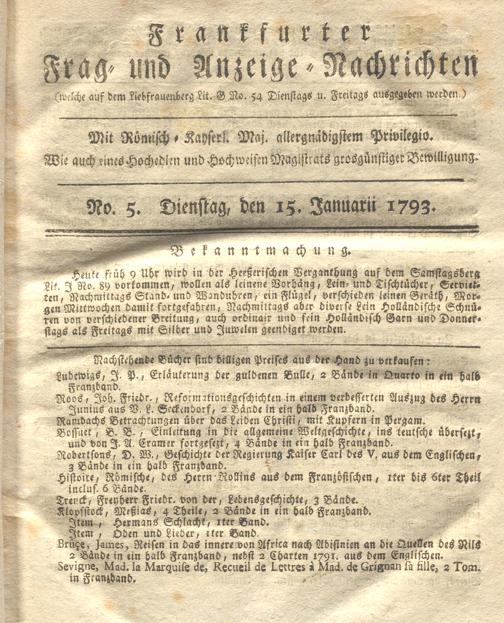 Frankfurter
Frag- und Anzeige-Nachrichten
(welche auf dem Liebfrauenberg Lit. G No. 54 Dienstags u. Freitags ausgegeben werden.)
Mit Römisch-Kayserl. Maj. allergnädigstem Privilegio.
Wie auch eines Hochedlen und Hochweisen Magistrats grosgünstiger Bewilligung.
No. 5. Dienstag, den 15. Januarii 1793.
Bekanntmachung.
Heute früh 9 Uhr wird in der Heßerischen Verganthung auf dem Samstagsberg
Lit. J No. 89 vorkommen, wollen als leinene Vorhäng, Lein- und Tischtücher, Serviet-
ten, Nachmittags Stand- und Wanduhren, ein Flügel, verschieden leinen Geräth, Mor-
gen Mittwochen damit fortgefahren, Nachmittags aber diverse Lein Holländische Schnü-
ren von verschiedener Breitung, auch ordinair und fein Holländisch Garn und Donner-
stags als Freitags mit Silber und Juwelen geendiget werden.
Nachstehende Bücher sind billigen Preises aus der Hand zu verkaufen:
Ludewigs, J. P., Erläuterung der guldenen Bulle, 2 Bände in Quarto in ein halb
Franzband.
Roos, Joh. Friedr., Reformationsgeschichten in einem verbesserten Auszug des Herrn
Junius aus V. L. Seckendorf, 2 Bände in ein halb Franzband.
Rambachs Betrachtungen über das Leiden Christi, mit Kupfern in Pergam.
Bossuet, B. B., Einleitung in die allgemeine Weltgeschichte, ins teutsche übersetzt,
und von J. A. Cramer fortgesezt, 4 Bände in ein halb Franzband.
Robertsons, D. W., Geschichte der Regierung Kaiser Carl des V. aus dem Englischen,
3 Bände in ein halb Franzband.
Histoire, Römische, des Herrn Rollins aus dem Französischen, 1ter bis 6ter Theil
inclus. 6 Bände.
Trenck, Freyherr Friedr. von der, Lebensgeschichte, 3 Bände.
Klopstock, Meßias, 4 Theile, 2 Bände in ein halb Franzband.
Item, Hermans Schlacht, 1ter Band.
Item, Oden und Lieder, 1ter Band.
Bruçe, James, Reisen in das innere von Africa nach Abißnien an die Quellen des Nils
2 Bände in ein halb Franzband, nebst 2 Charten 1791. aus dem Englischen.
Sevigne, Mad. la Marquise de, Recueil de Lettres à Mad. de Grignan sa fille, 2 Tom.
in Franzband.